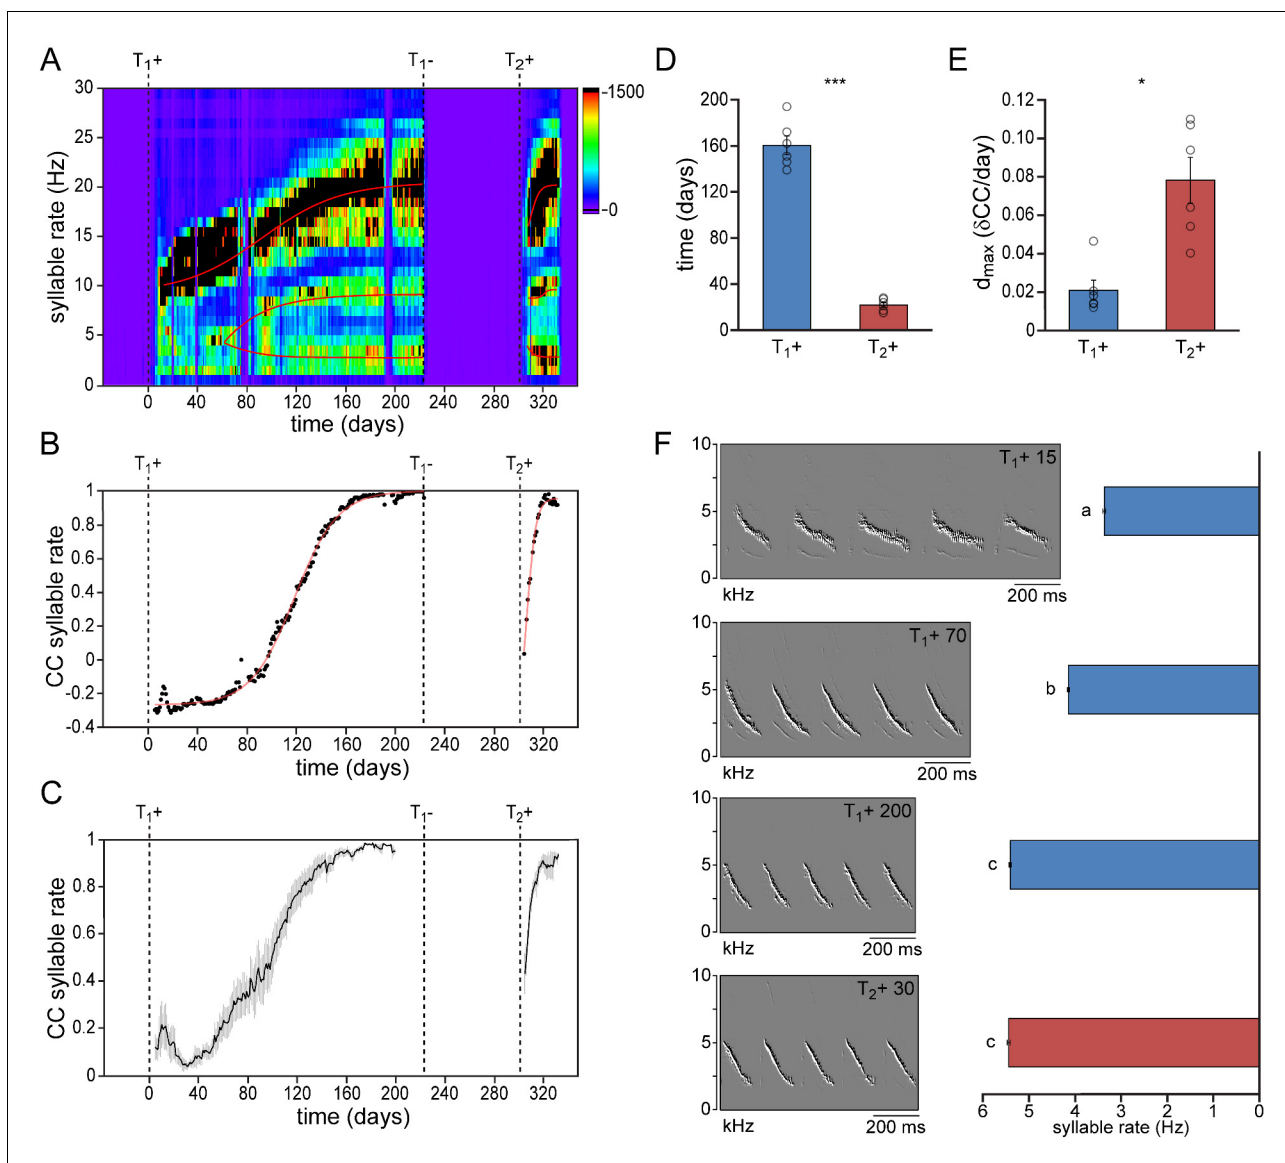 A
T1+
T1-
T2+
30
25
20
15
10
5
0
syllable rate (Hz)
-1500
-0
0 40 80 120 160 200 240 280 320
time (days)
B
T1+
T1-
T2+
1
0.8
0.6
0.4
0.2
0
-0.2
-0.4
CC syllable rate
0 40 80 120 160 200 240 280 320
time (days)
C
T1+
T1-
T2+
1
0.8
0.6
0.4
0.2
0
CC syllable rate
0 40 80 120 160 200 240 280 320
time (days)
D
***
200
160
120
80
40
0
time (days)
T1+ T2+
E
*
0.12
0.10
0.08
0.06
0.04
0.02
0
dmax (δCC/day)
T1+ T2+
F
10
5
0
T1+ 15
kHz
200 ms
a
10
5
0
T1+ 70
kHz
200 ms
b
10
5
0
T1+ 200
kHz
200 ms
c
10
5
0
T2+ 30
kHz
200 ms
c
6 5 4 3 2 1 0
syllable rate (Hz)